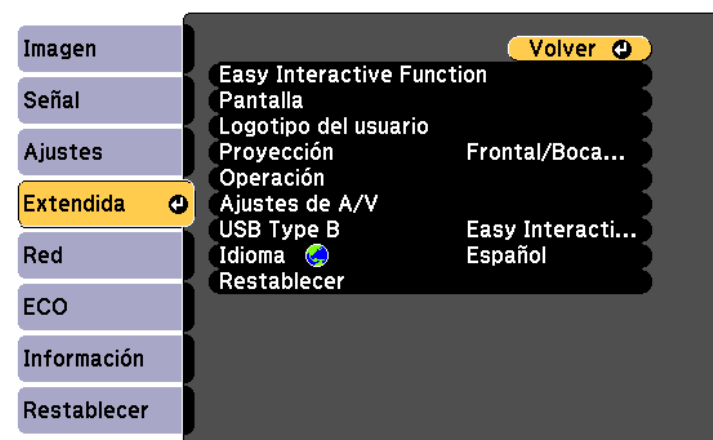 Imagen
Señal
Ajustes
Extendida
Red
ECO
Información
Restablecer
Volver
Easy Interactive Function
Pantalla
Logotipo del usuario
Proyección Frontal/Boca...
Operación
Ajustes de A/V
USB Type B Easy Interacti...
Idioma Español
Restablecer